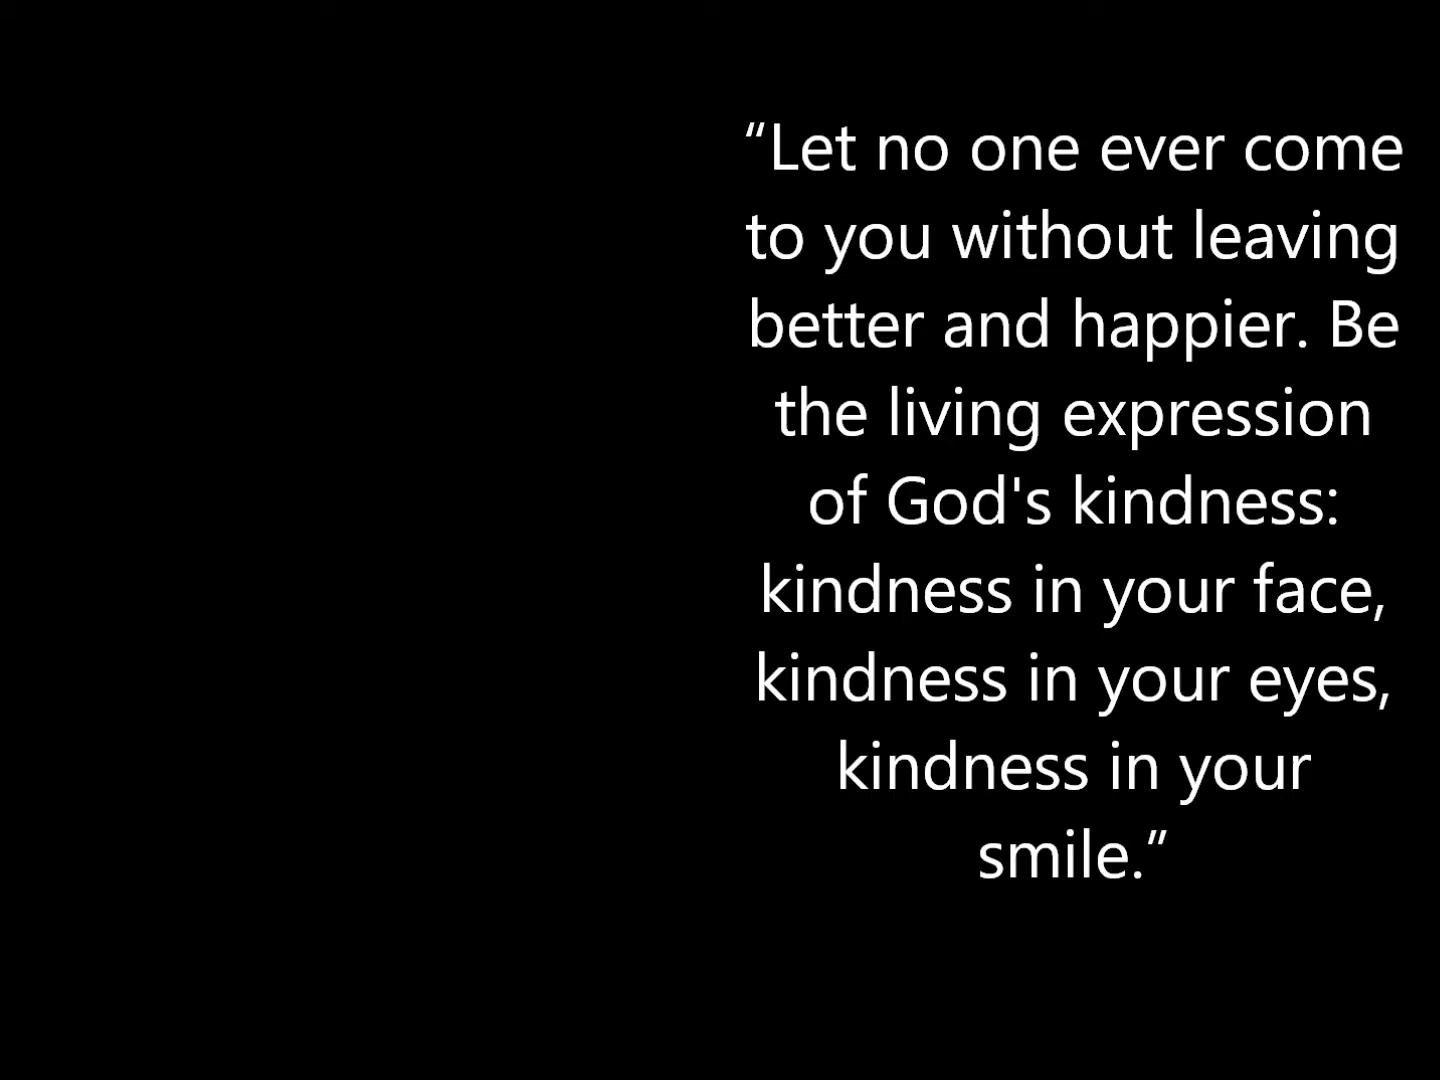 “Let no one ever come
to you without leaving
better and happier. Be
the living expression
of God's kindness:
kindness in your face,
kindness in your eyes,
kindness in your
smile.”